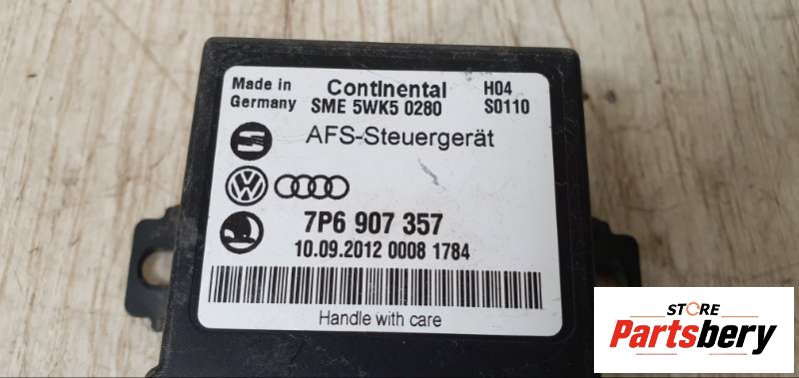 Made in
Germany
Continental
SME 5WK5 0280
H04
S0110
AFS-Steuergerät
7P6 907 357
10.09.2012 0008 1784
Handle with care
STORE
Partsbery